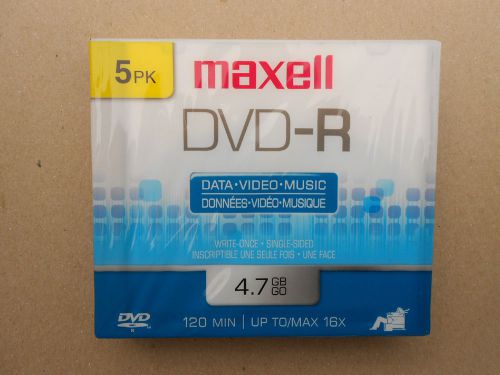 5PK
maxell
DVD-R
DATA•VIDEO•MUSIC
DONNÉES•VIDÉO•MUSIQUE
WRITE-ONCE • SINGLE-SIDED
INSCRIPTIBLE UNE SEULE FOIS • UNE FACE
4.7 GB GO
DVD R 120 MIN | UP TO/MAX 16X